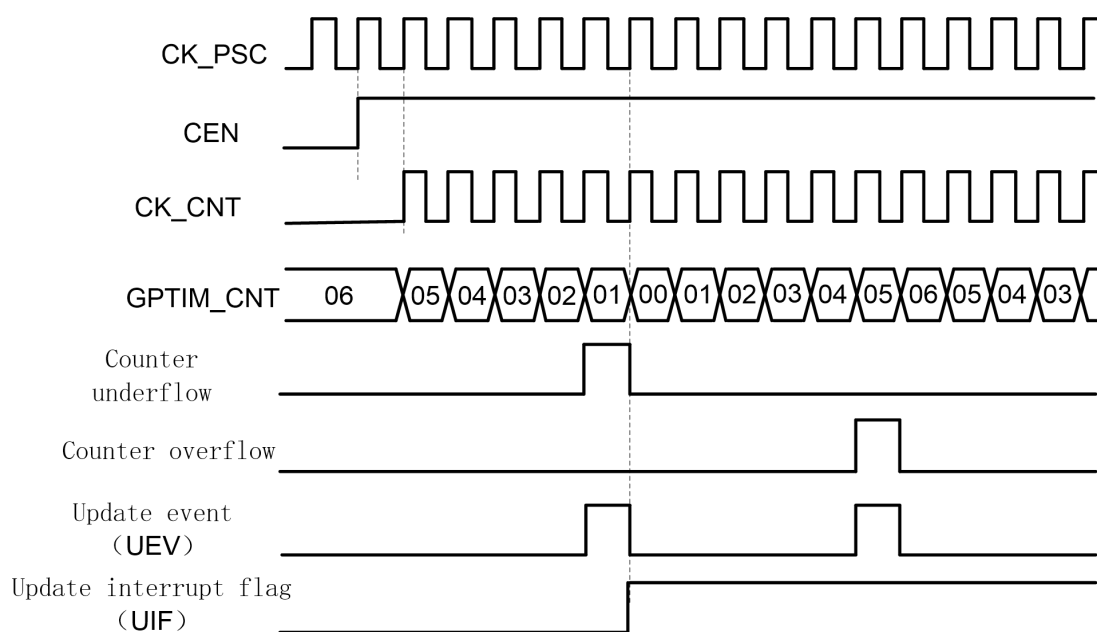 CK_PSC
CEN
CK_CNT
GPTIM_CNT 06 05 04 03 02 01 00 01 02 03 04 05 06 05 04 03
Counter
underflow
Counter overflow
Update event
（UEV）
Update interrupt flag
（UIF）